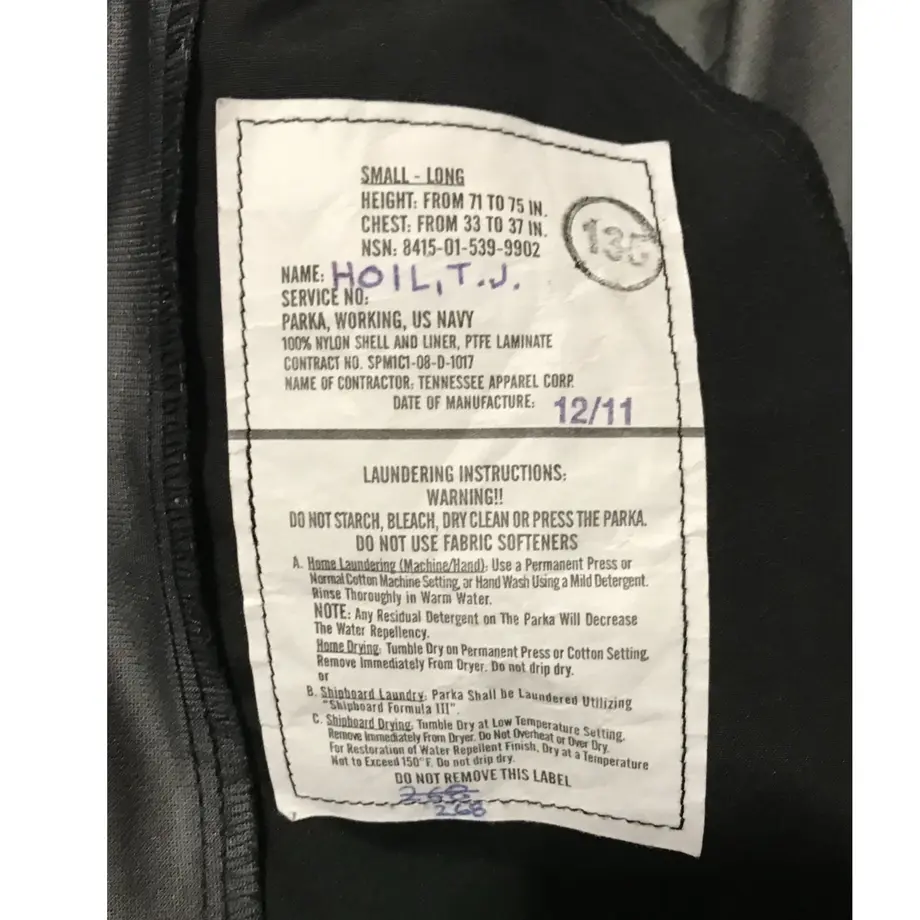 SMALL - LONG
HEIGHT: FROM 71 TO 75 IN.
CHEST: FROM 33 TO 37 IN.
NSN: 8415-01-539-9902
NAME: HOIL, T.J.
SERVICE NO:
PARKA, WORKING, US NAVY
100% NYLON SHELL AND LINER, PTFE LAMINATE
CONTRACT NO. SPM1C1-08-D-1017
NAME OF CONTRACTOR: TENNESSEE APPAREL CORP.
DATE OF MANUFACTURE: 12/11
LAUNDERING INSTRUCTIONS:
WARNING!!
DO NOT STARCH, BLEACH, DRY CLEAN OR PRESS THE PARKA.
DO NOT USE FABRIC SOFTENERS
A. Home Laundering (Machine/Hand): Use a Permanent Press or
Normal Cotton Machine Setting, or Hand Wash Using a Mild Detergent.
Rinse Thoroughly in Warm Water.
NOTE: Any Residual Detergent on The Parka Will Decrease
The Water Repellency.
Home Drying: Tumble Dry on Permanent Press or Cotton Setting.
Remove Immediately From Dryer. Do not drip dry.
or
B. Shipboard Laundry: Parka Shall be Laundered Utilizing
"Shipboard Formula III".
C. Shipboard Drying: Tumble Dry at Low Temperature Setting.
Remove Immediately From Dryer. Do Not Overheat or Over Dry.
For Restoration of Water Repellent Finish, Dry at a Temperature
Not to Exceed 150°F. Do not drip dry.
DO NOT REMOVE THIS LABEL
268